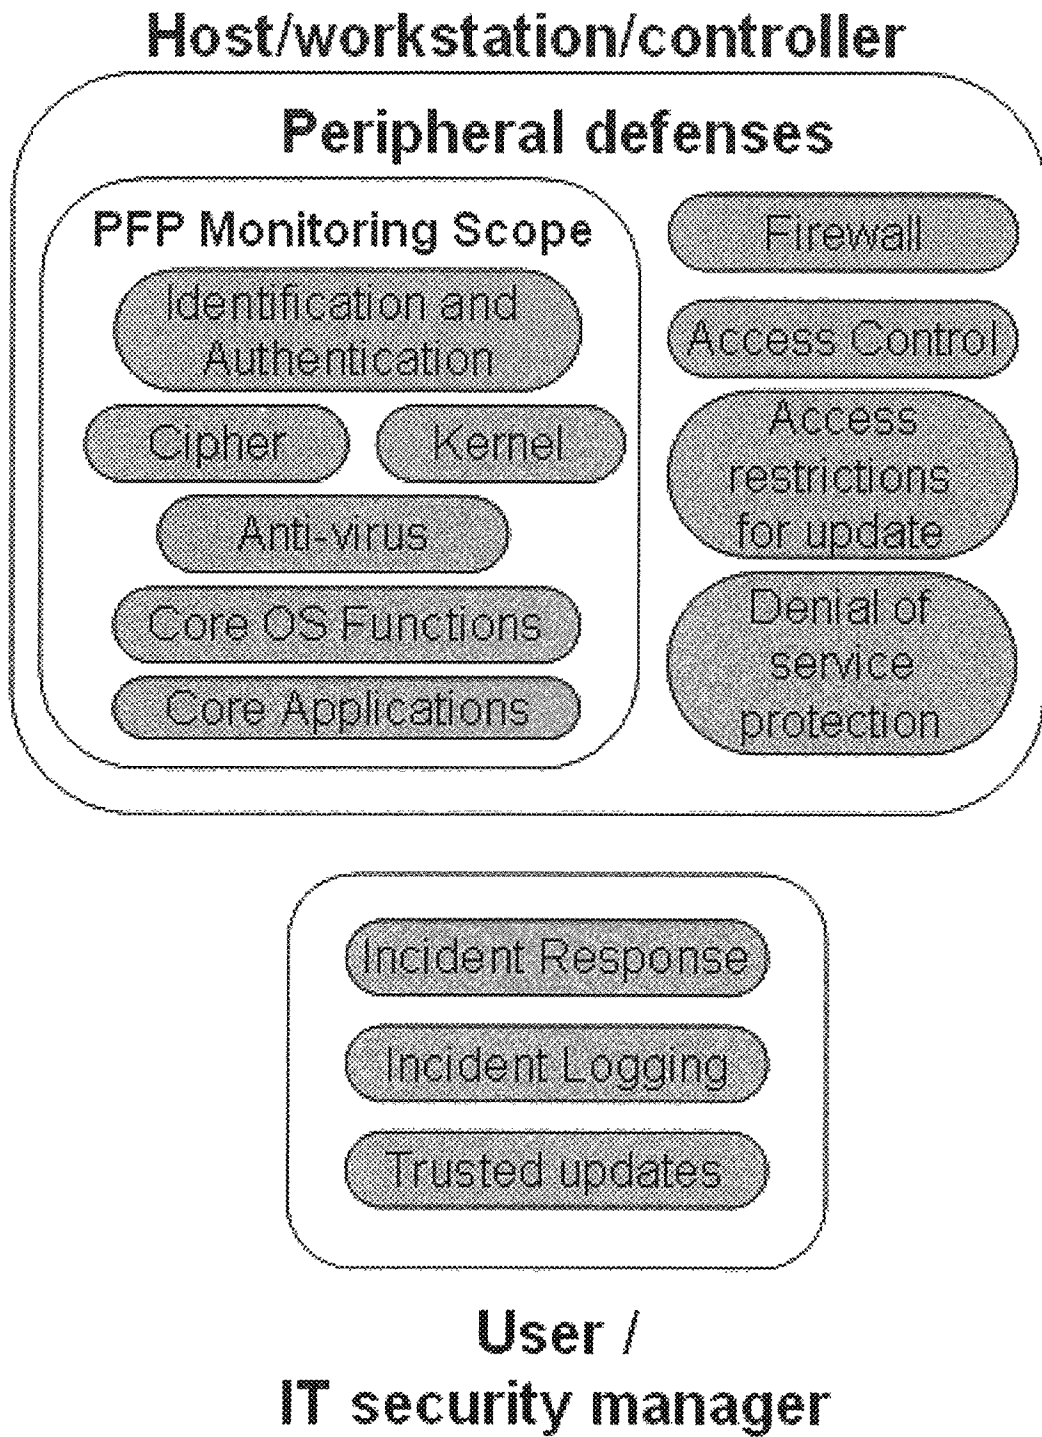 Host/workstation/controller
Peripheral defenses
PFP Monitoring Scope
Identification and
Authentication
Cipher
Kernel
Anti-virus
Core OS Functions
Core Applications
Firewall
Access Control
Access
restrictions
for update
Denial of
service
protection
Incident Response
Incident Logging
Trusted updates
User /
IT security manager